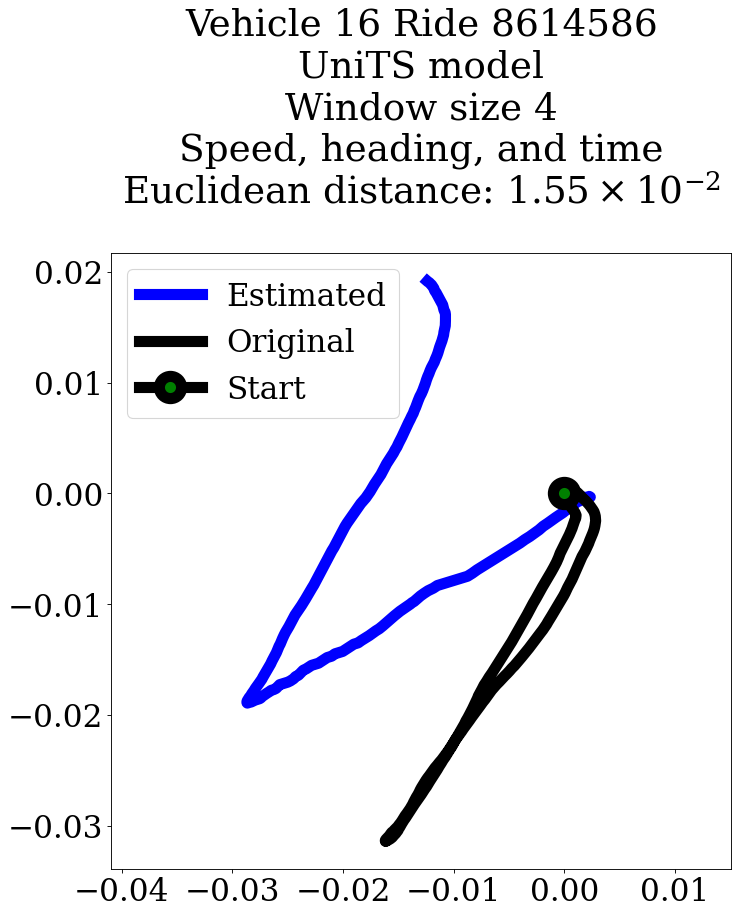 Vehicle 16 Ride 8614586
UniTS model
Window size 4
Speed, heading, and time
Euclidean distance: 1.55 × 10⁻²
0.02
0.01
0.00
−0.01
−0.02
−0.03
Estimated
Original
Start
−0.04 −0.03 −0.02 −0.01 0.00 0.01